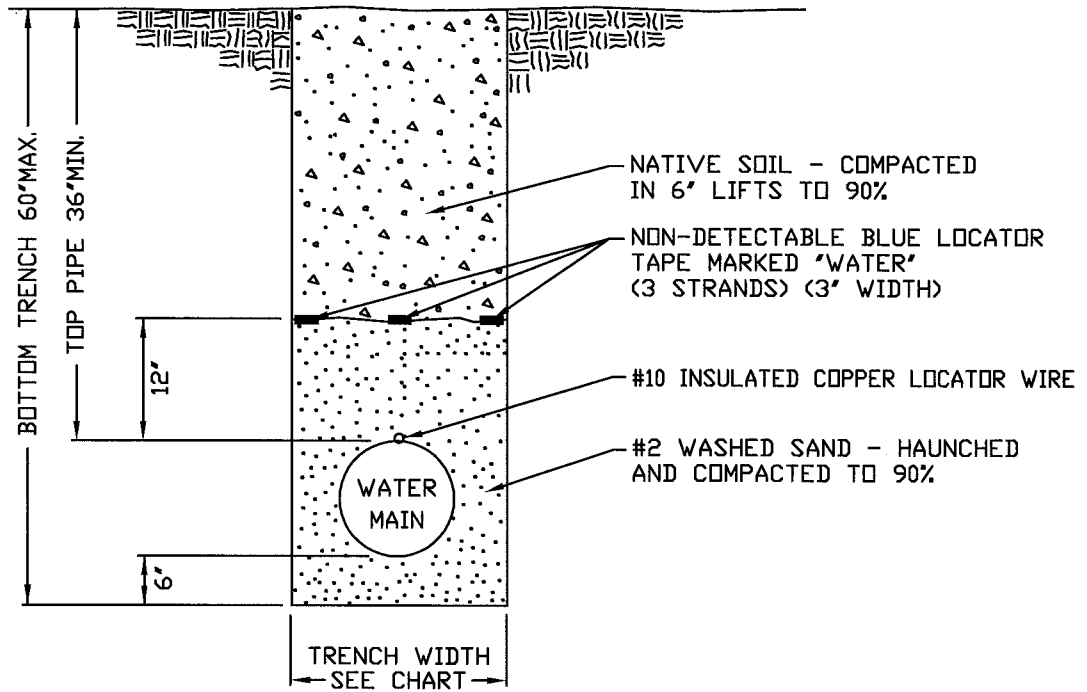 BOTTOM TRENCH 60"MAX.
TOP PIPE 36"MIN.
12"
6"
NATIVE SOIL - COMPACTED
IN 6" LIFTS TO 90%
NON-DETECTABLE BLUE LOCATOR
TAPE MARKED "WATER"
(3 STRANDS) (3" WIDTH)
#10 INSULATED COPPER LOCATOR WIRE
#2 WASHED SAND - HAUNCHED
AND COMPACTED TO 90%
WATER
MAIN
TRENCH WIDTH
SEE CHART